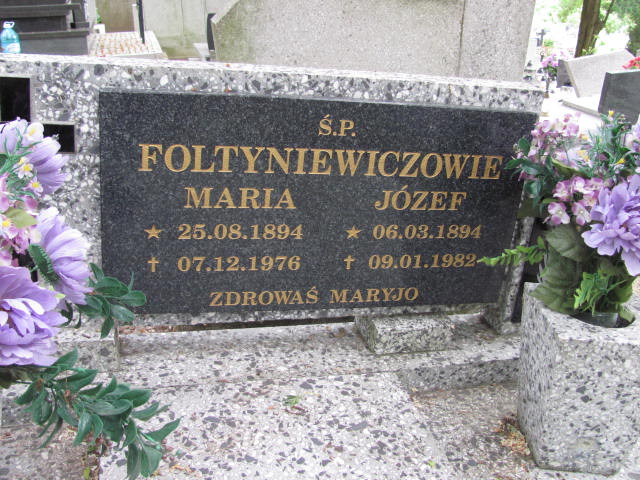 Ś.P.
FOLTYNIEWICZOWIE
MARIA JÓZEF
★ 25.08.1894 ★ 06.03.1894
✝ 07.12.1976 ✝ 09.01.1982
ZDROWAŚ MARYJO